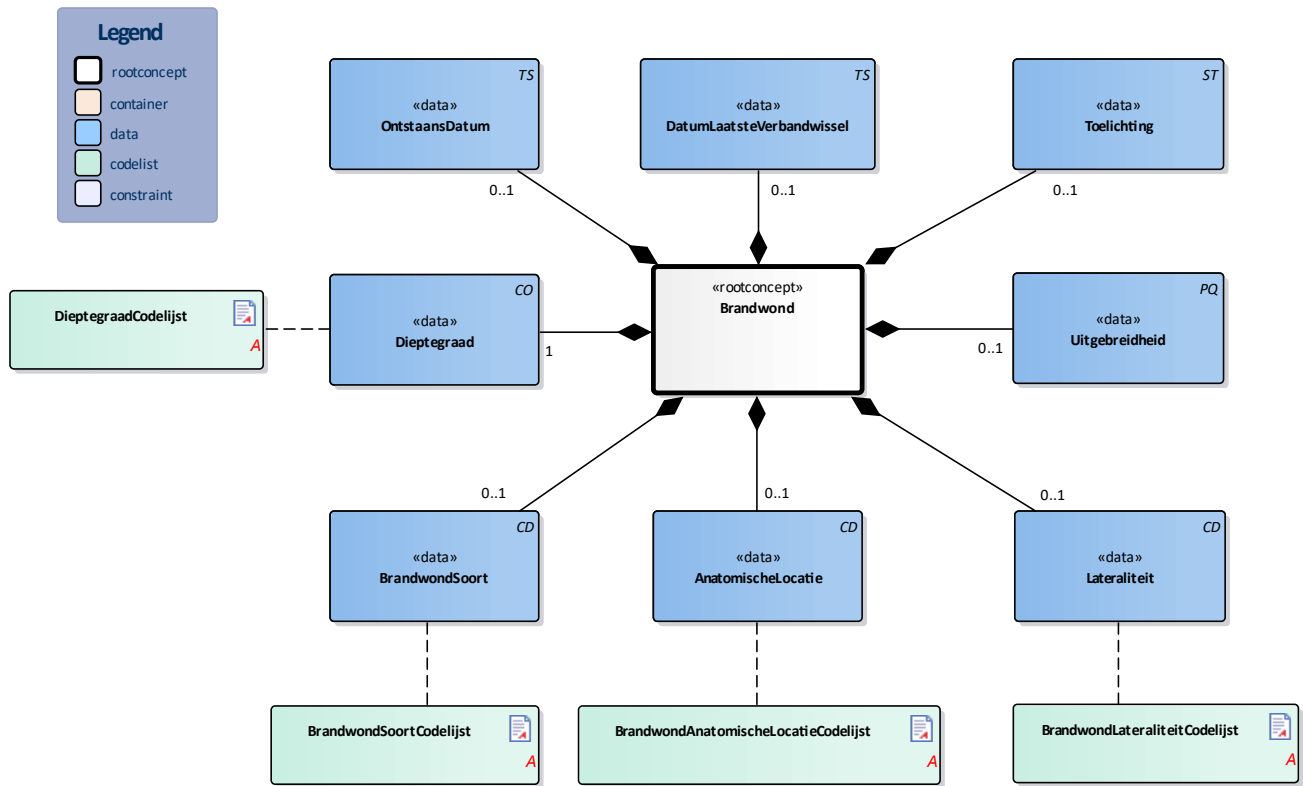 Legend
rootconcept
container
data
codelist
constraint
TS
«data»
OntstaansDatum
0..1
TS
«data»
DatumLaatsteVerbandwissel
0..1
ST
«data»
Toelichting
0..1
DieptegraadCodelijst
A
CO
«data»
Dieptegraad
1
«rootconcept»
Brandwond
PQ
«data»
Uitgebreidheid
0..1
0..1
CD
«data»
BrandwondSoort
0..1
CD
«data»
AnatomischeLocatie
0..1
CD
«data»
Lateraliteit
BrandwondSoortCodelijst
A
BrandwondAnatomischeLocatieCodelijst
A
BrandwondLateraliteitCodelijst
A